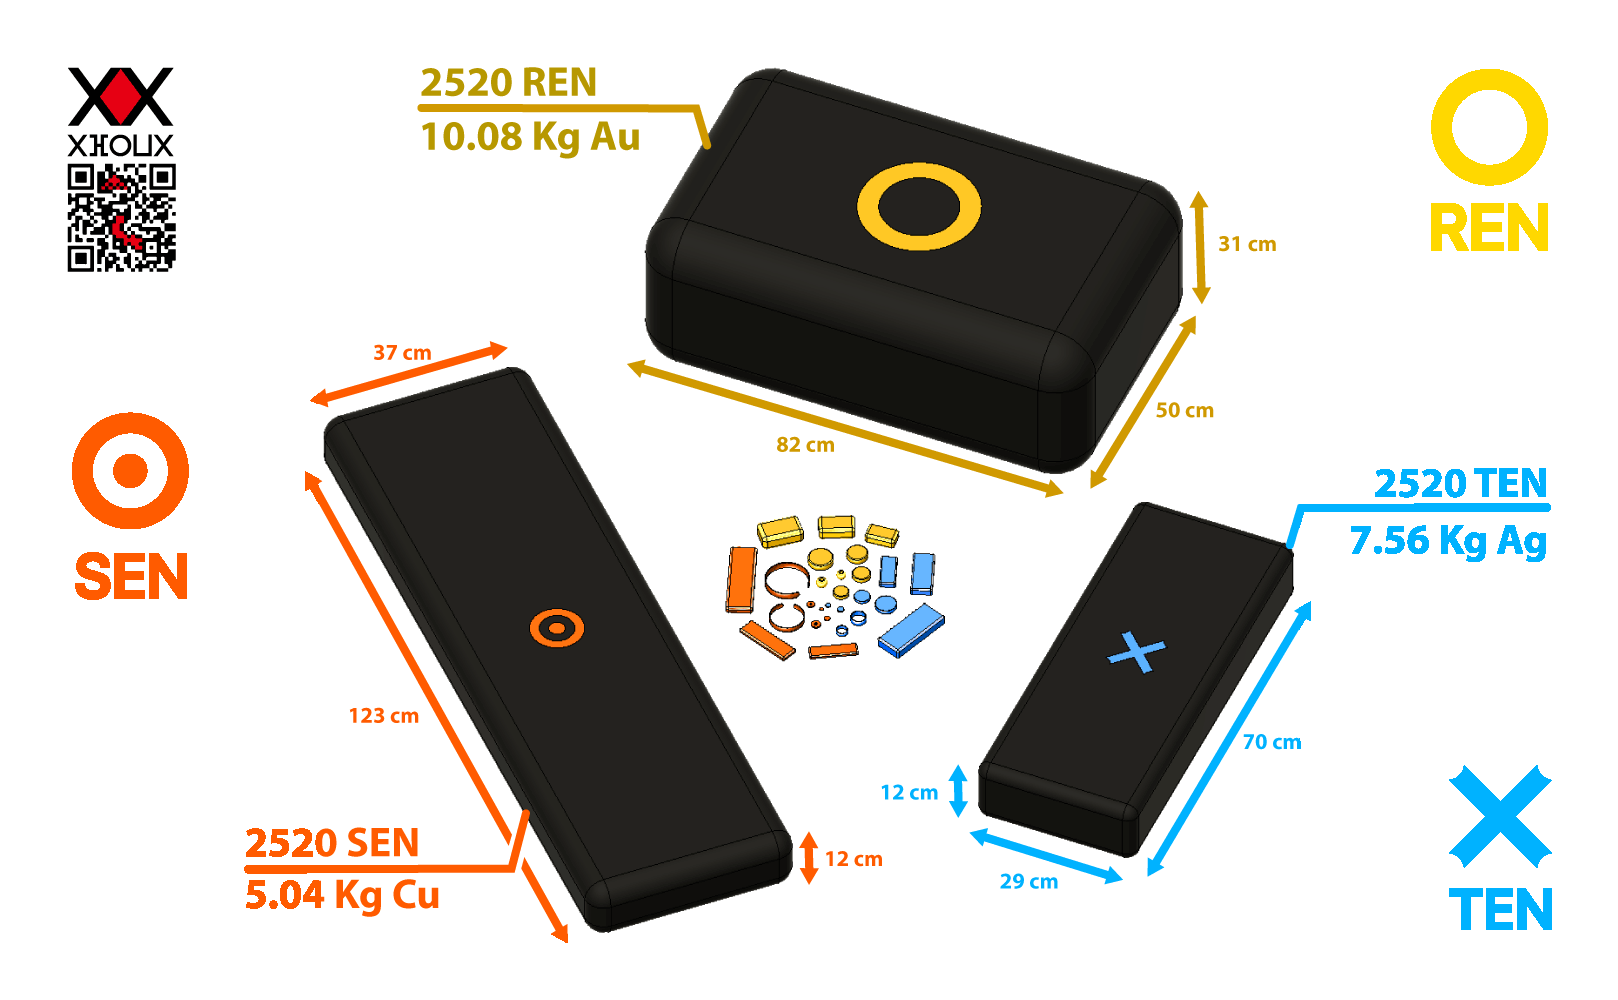 XHOUX
2520 REN
10.08 Kg Au
REN
31 cm
50 cm
82 cm
37 cm
SEN
123 cm
2520 SEN
5.04 Kg Cu
12 cm
2520 TEN
7.56 Kg Ag
70 cm
12 cm
29 cm
TEN